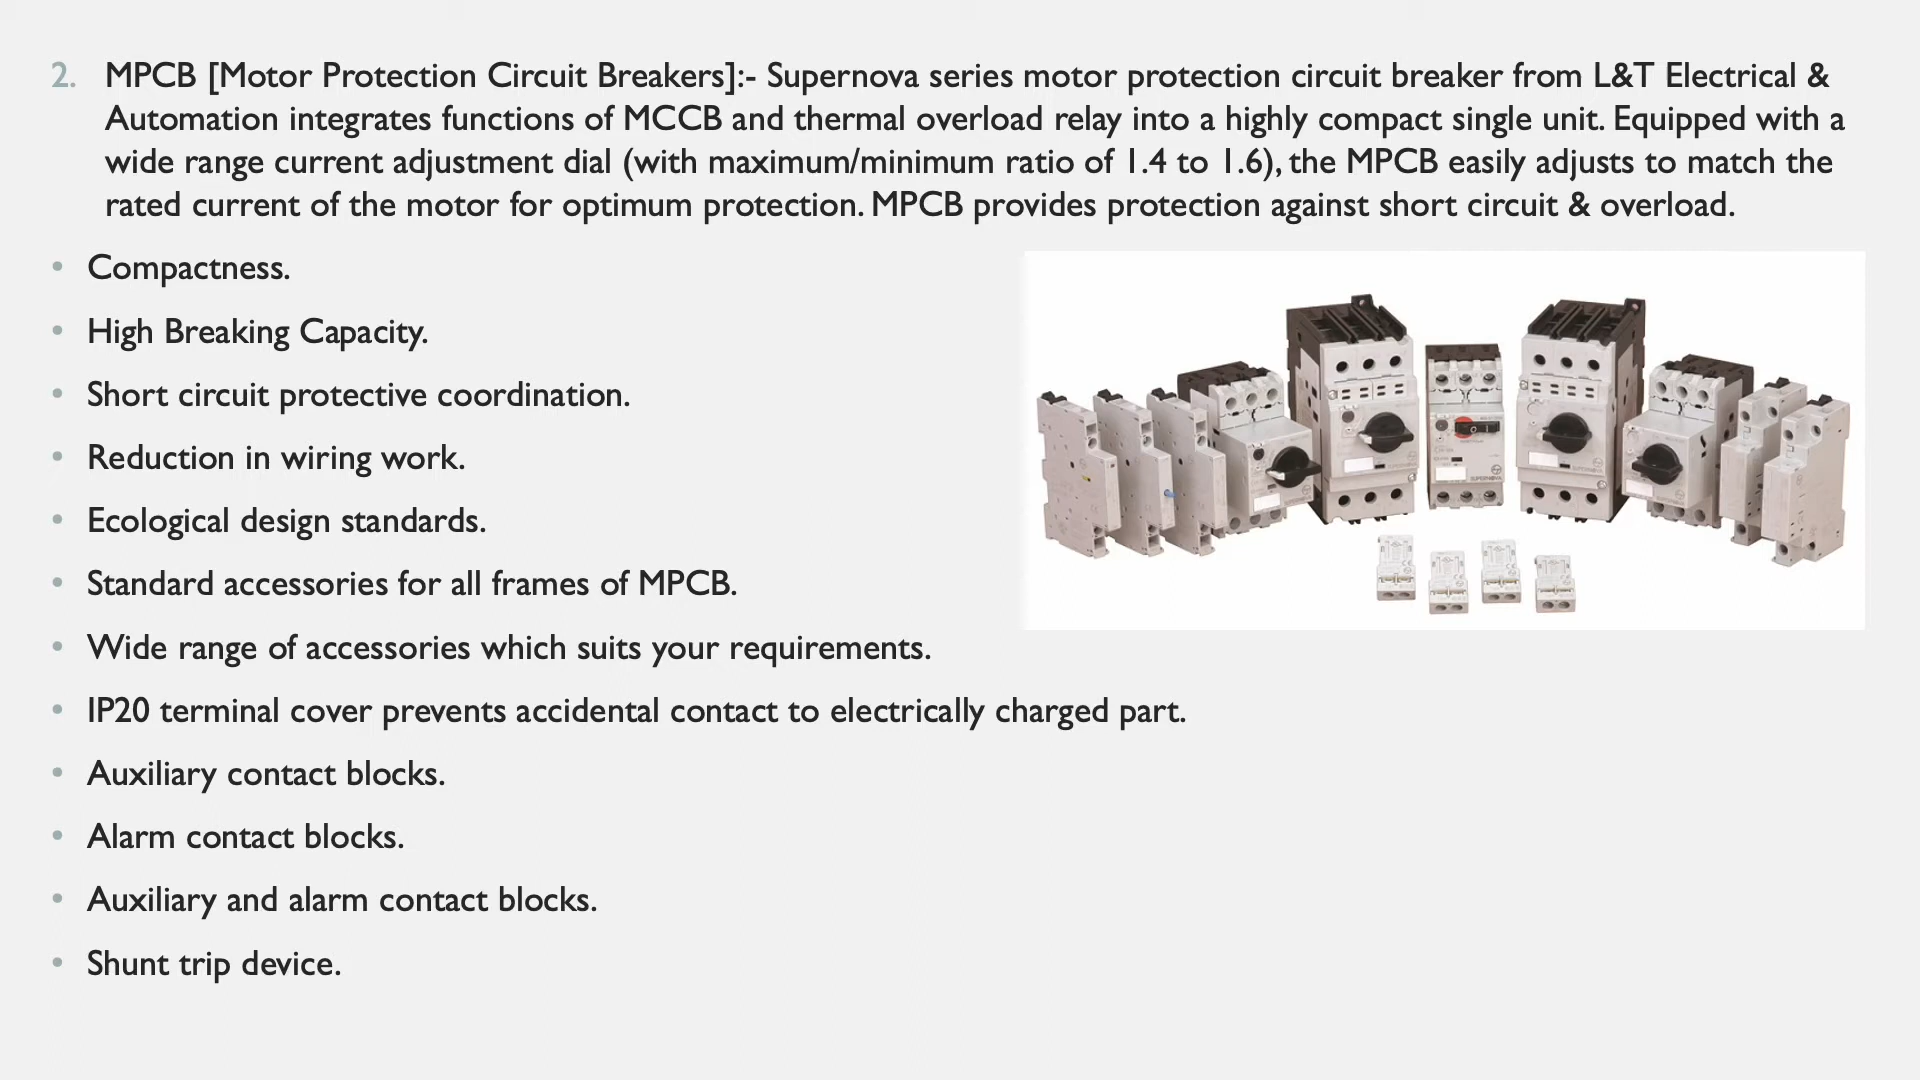 2. MPCB [Motor Protection Circuit Breakers]:- Supernova series motor protection circuit breaker from L&T Electrical &
Automation integrates functions of MCCB and thermal overload relay into a highly compact single unit. Equipped with a
wide range current adjustment dial (with maximum/minimum ratio of 1.4 to 1.6), the MPCB easily adjusts to match the
rated current of the motor for optimum protection. MPCB provides protection against short circuit & overload.
• Compactness.
• High Breaking Capacity.
• Short circuit protective coordination.
• Reduction in wiring work.
• Ecological design standards.
• Standard accessories for all frames of MPCB.
• Wide range of accessories which suits your requirements.
• IP20 terminal cover prevents accidental contact to electrically charged part.
• Auxiliary contact blocks.
• Alarm contact blocks.
• Auxiliary and alarm contact blocks.
• Shunt trip device.
SUPERNOVA
SUPERNOVA
SUPERNOVA